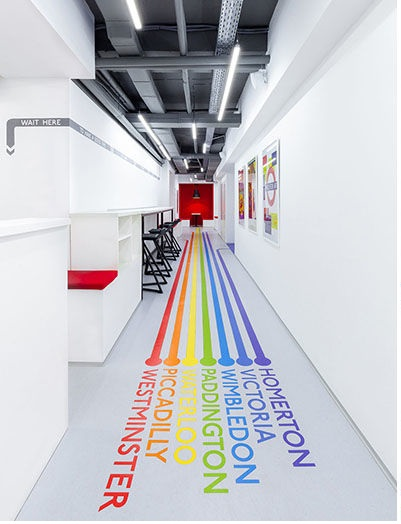 WAIT HERE
WESTMINSTER
PICCADILLY
WATERLOO
PADDINGTON
WIMBLEDON
VICTORIA
HOMERTON